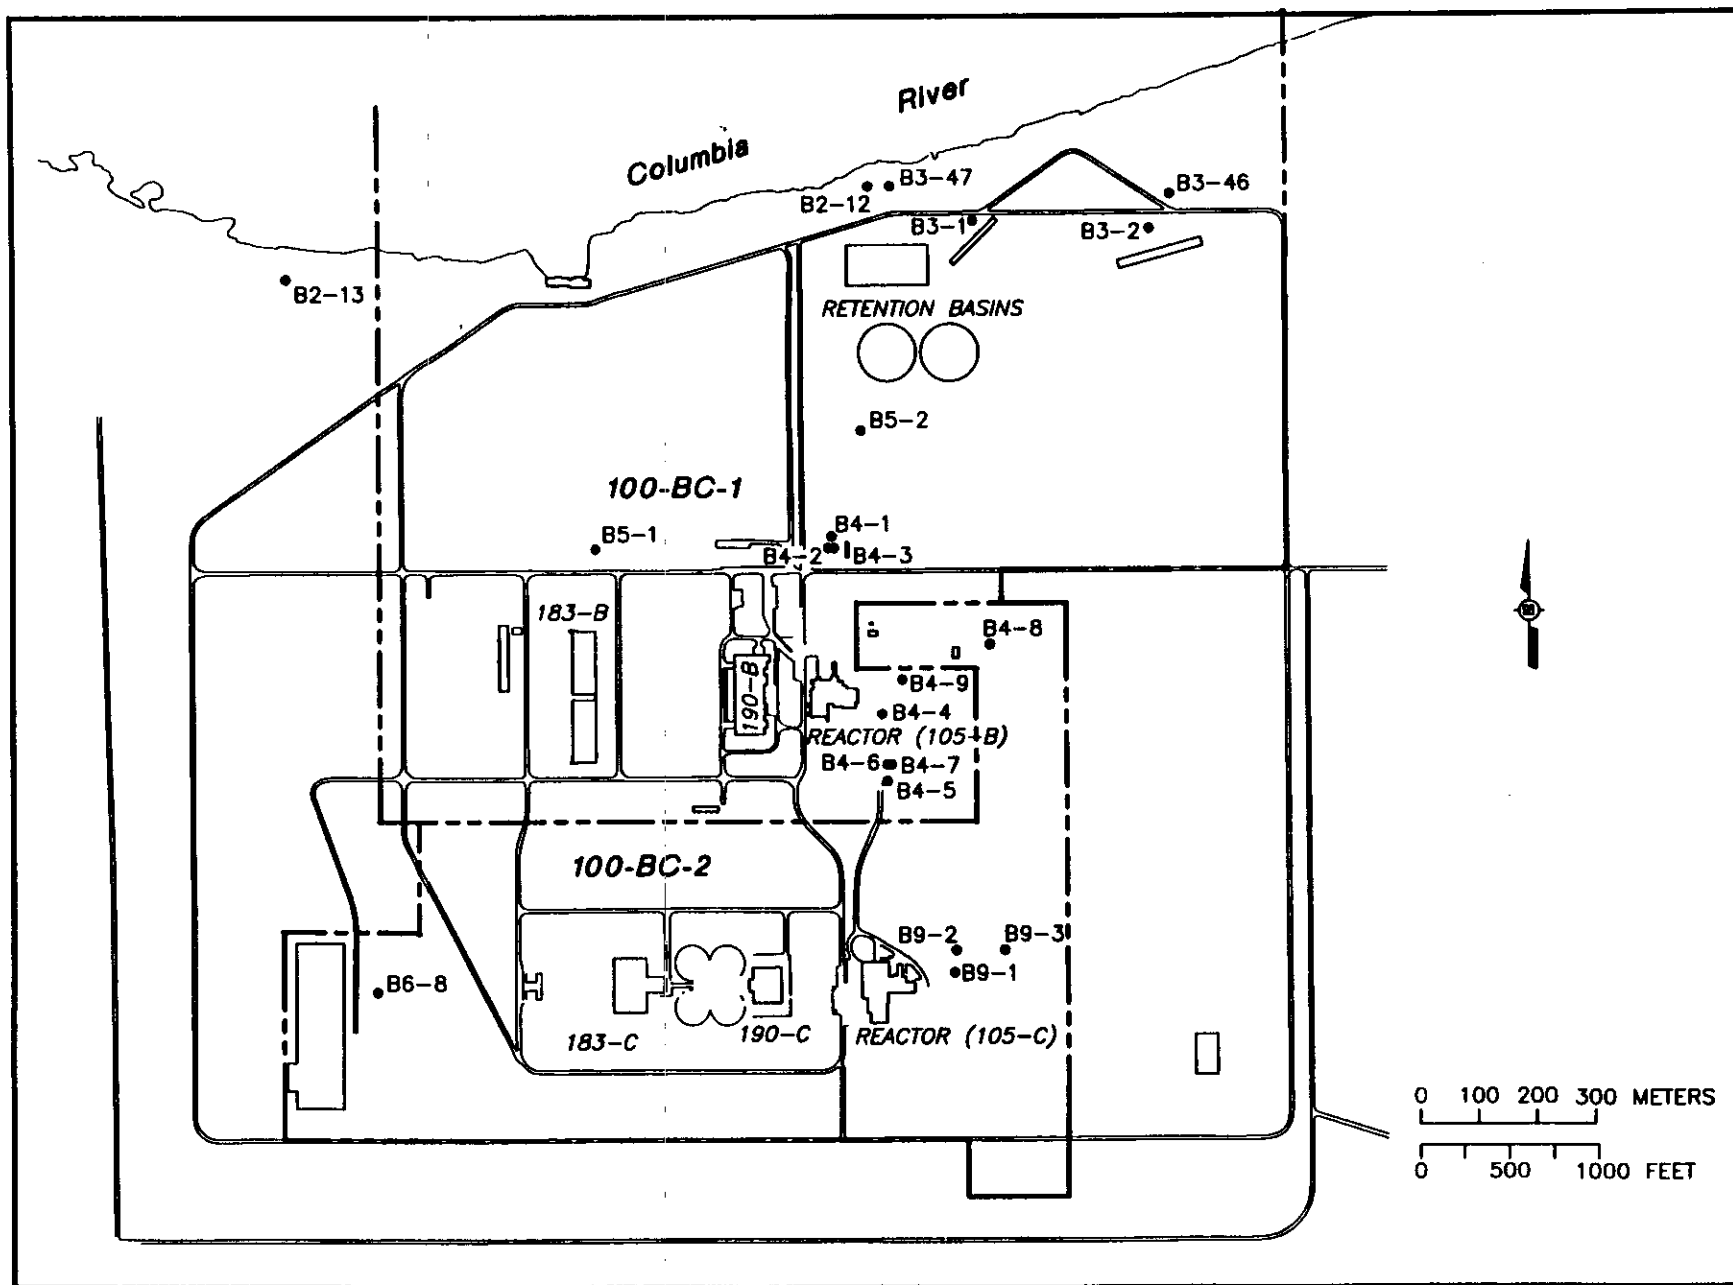 River
Columbia
B3-47
B2-12
B3-46
B3-1
B3-2
B2-13
RETENTION BASINS
B5-2
100-BC-1
B4-1
B5-1
B4-2
B4-3
183-B
B4-8
190-B
B4-9
B4-4
REACTOR (105-B)
B4-6
B4-7
B4-5
100-BC-2
B9-2
B9-3
B9-1
B6-8
183-C
190-C
REACTOR (105-C)
0 100 200 300 METERS
0 500 1000 FEET